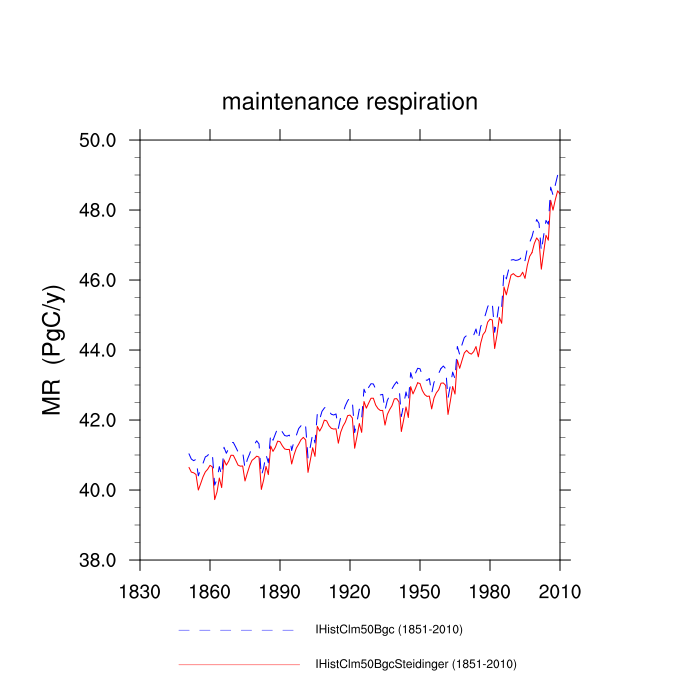 maintenance respiration
50.0
48.0
46.0
44.0
42.0
40.0
38.0
MR (PgC/y)
1830 1860 1890 1920 1950 1980 2010
IHistClm50Bgc (1851-2010)
IHistClm50BgcSteidinger (1851-2010)